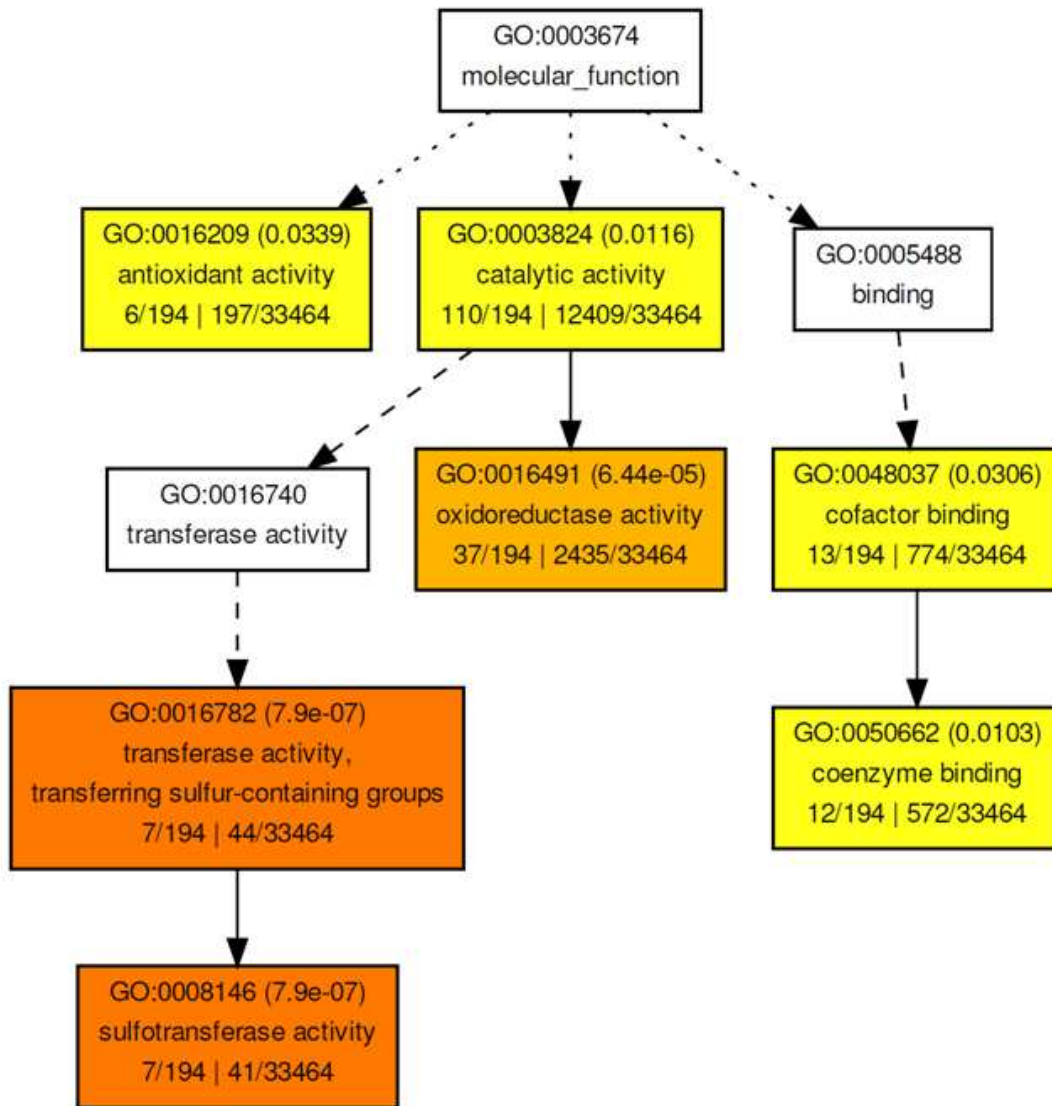 GO:0003674
molecular_function
GO:0016209 (0.0339)
antioxidant activity
6/194 | 197/33464
GO:0003824 (0.0116)
catalytic activity
110/194 | 12409/33464
GO:0005488
binding
GO:0016740
transferase activity
GO:0016491 (6.44e-05)
oxidoreductase activity
37/194 | 2435/33464
GO:0048037 (0.0306)
cofactor binding
13/194 | 774/33464
GO:0016782 (7.9e-07)
transferase activity,
transferring sulfur-containing groups
7/194 | 44/33464
GO:0050662 (0.0103)
coenzyme binding
12/194 | 572/33464
GO:0008146 (7.9e-07)
sulfotransferase activity
7/194 | 41/33464